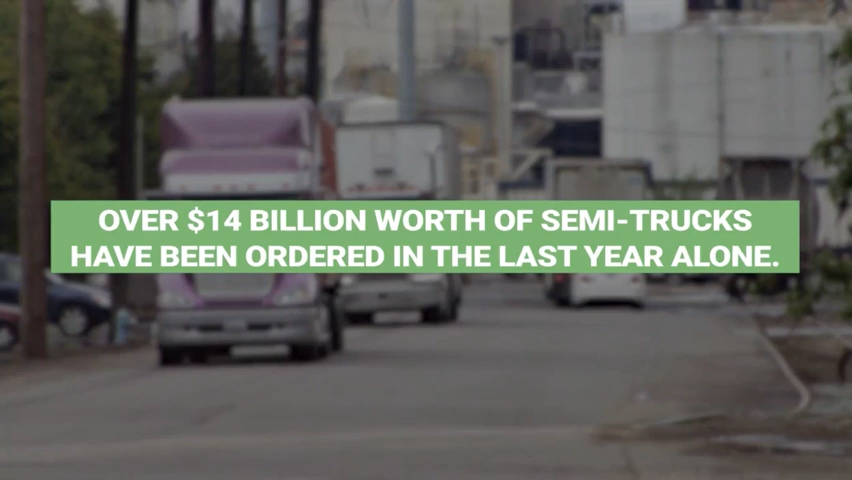 OVER $14 BILLION WORTH OF SEMI-TRUCKS
HAVE BEEN ORDERED IN THE LAST YEAR ALONE.